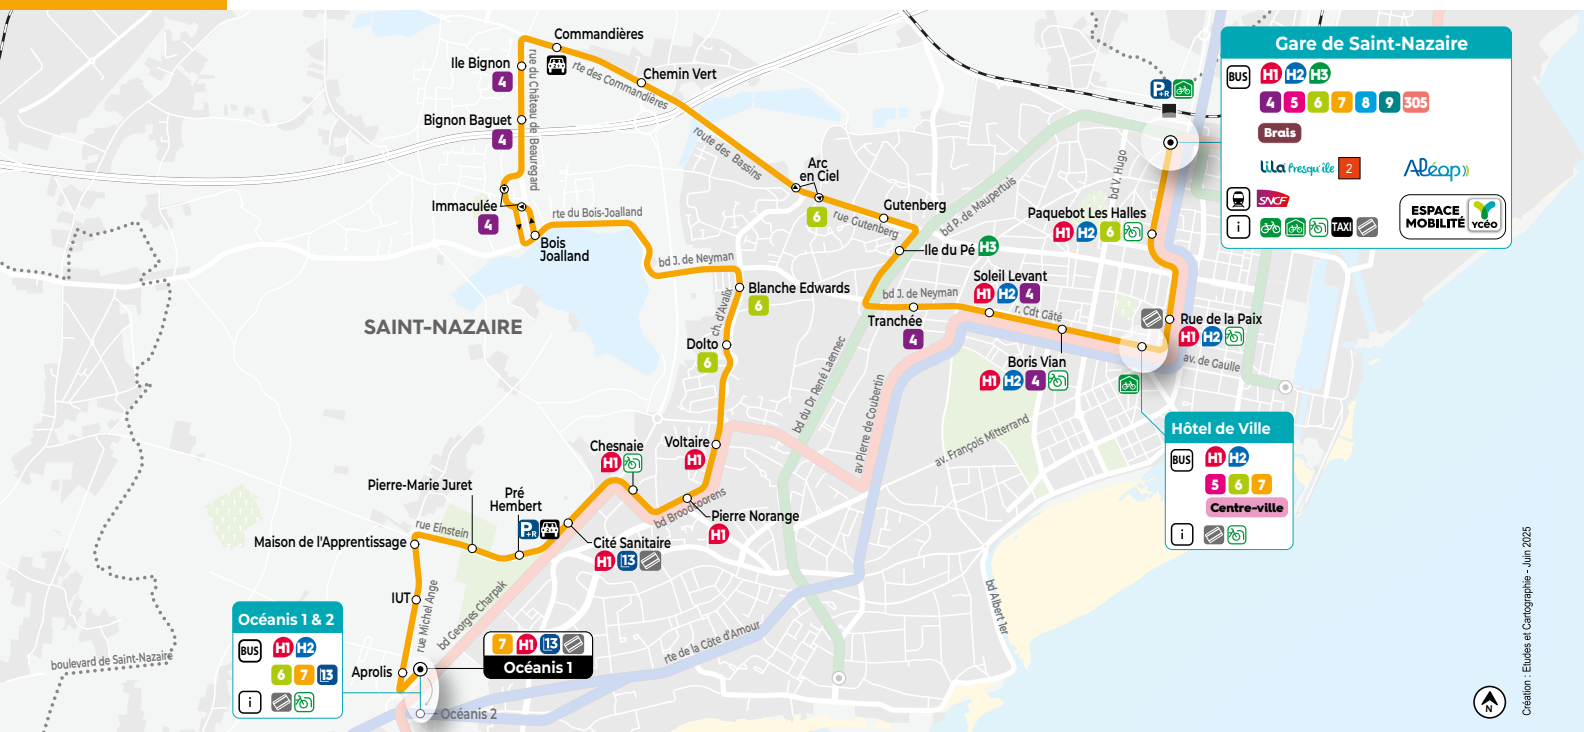 Commandières
Ile Bignon
4
rue du Château de Beauregard
rte des Commandières
Chemin Vert
Bignon Baguet
4
route des Bassins
Arc
en Ciel
6
Immaculée
4
rte du Bois-Joalland
Bois
Joalland
rue Gutenberg
Gutenberg
bd P. de Maupertuis
bd V. Hugo
P+R
Gare de Saint-Nazaire
BUS
H1 H2 H3
4 5 6 7 8 9 305
Brais
Lila Presqu'île 2
Aléop
SNCF
i
TAXI
ESPACE
MOBILITÉ
YCÉO
Paquebot Les Halles
H1 H2 6
Ile du Pé H3
bd J. de Neyman
Blanche Edwards
6
ch. d'Avalix
Soleil Levant
H1 H2 4
bd J. de Neyman
r. Cdt Gâté
Tranchée
4
Rue de la Paix
H1 H2
av. de Gaulle
SAINT-NAZAIRE
Dolto
6
Boris Vian
H1 H2 4
bd du Dr René Laennec
av Pierre de Coubertin
av. François Mitterrand
Hôtel de Ville
BUS
H1 H2
5 6 7
Centre-ville
i
Voltaire
H1
Chesnaie
H1
bd Broodcoorens
Pierre Norange
H1
Pierre-Marie Juret
Pré
Hembert
P+R
rue Einstein
Maison de l'Apprentissage
Cité Sanitaire
H1 13
IUT
rue Michel Ange
bd Georges Charpak
bd Albert 1er
Océanis 1 & 2
BUS
H1 H2
6 7 13
i
Aprolis
7 H1 13
Océanis 1
rte de la Côte d'Amour
boulevard de Saint-Nazaire
Océanis 2
N
Création : Etudes et Cartographie - Juin 2025